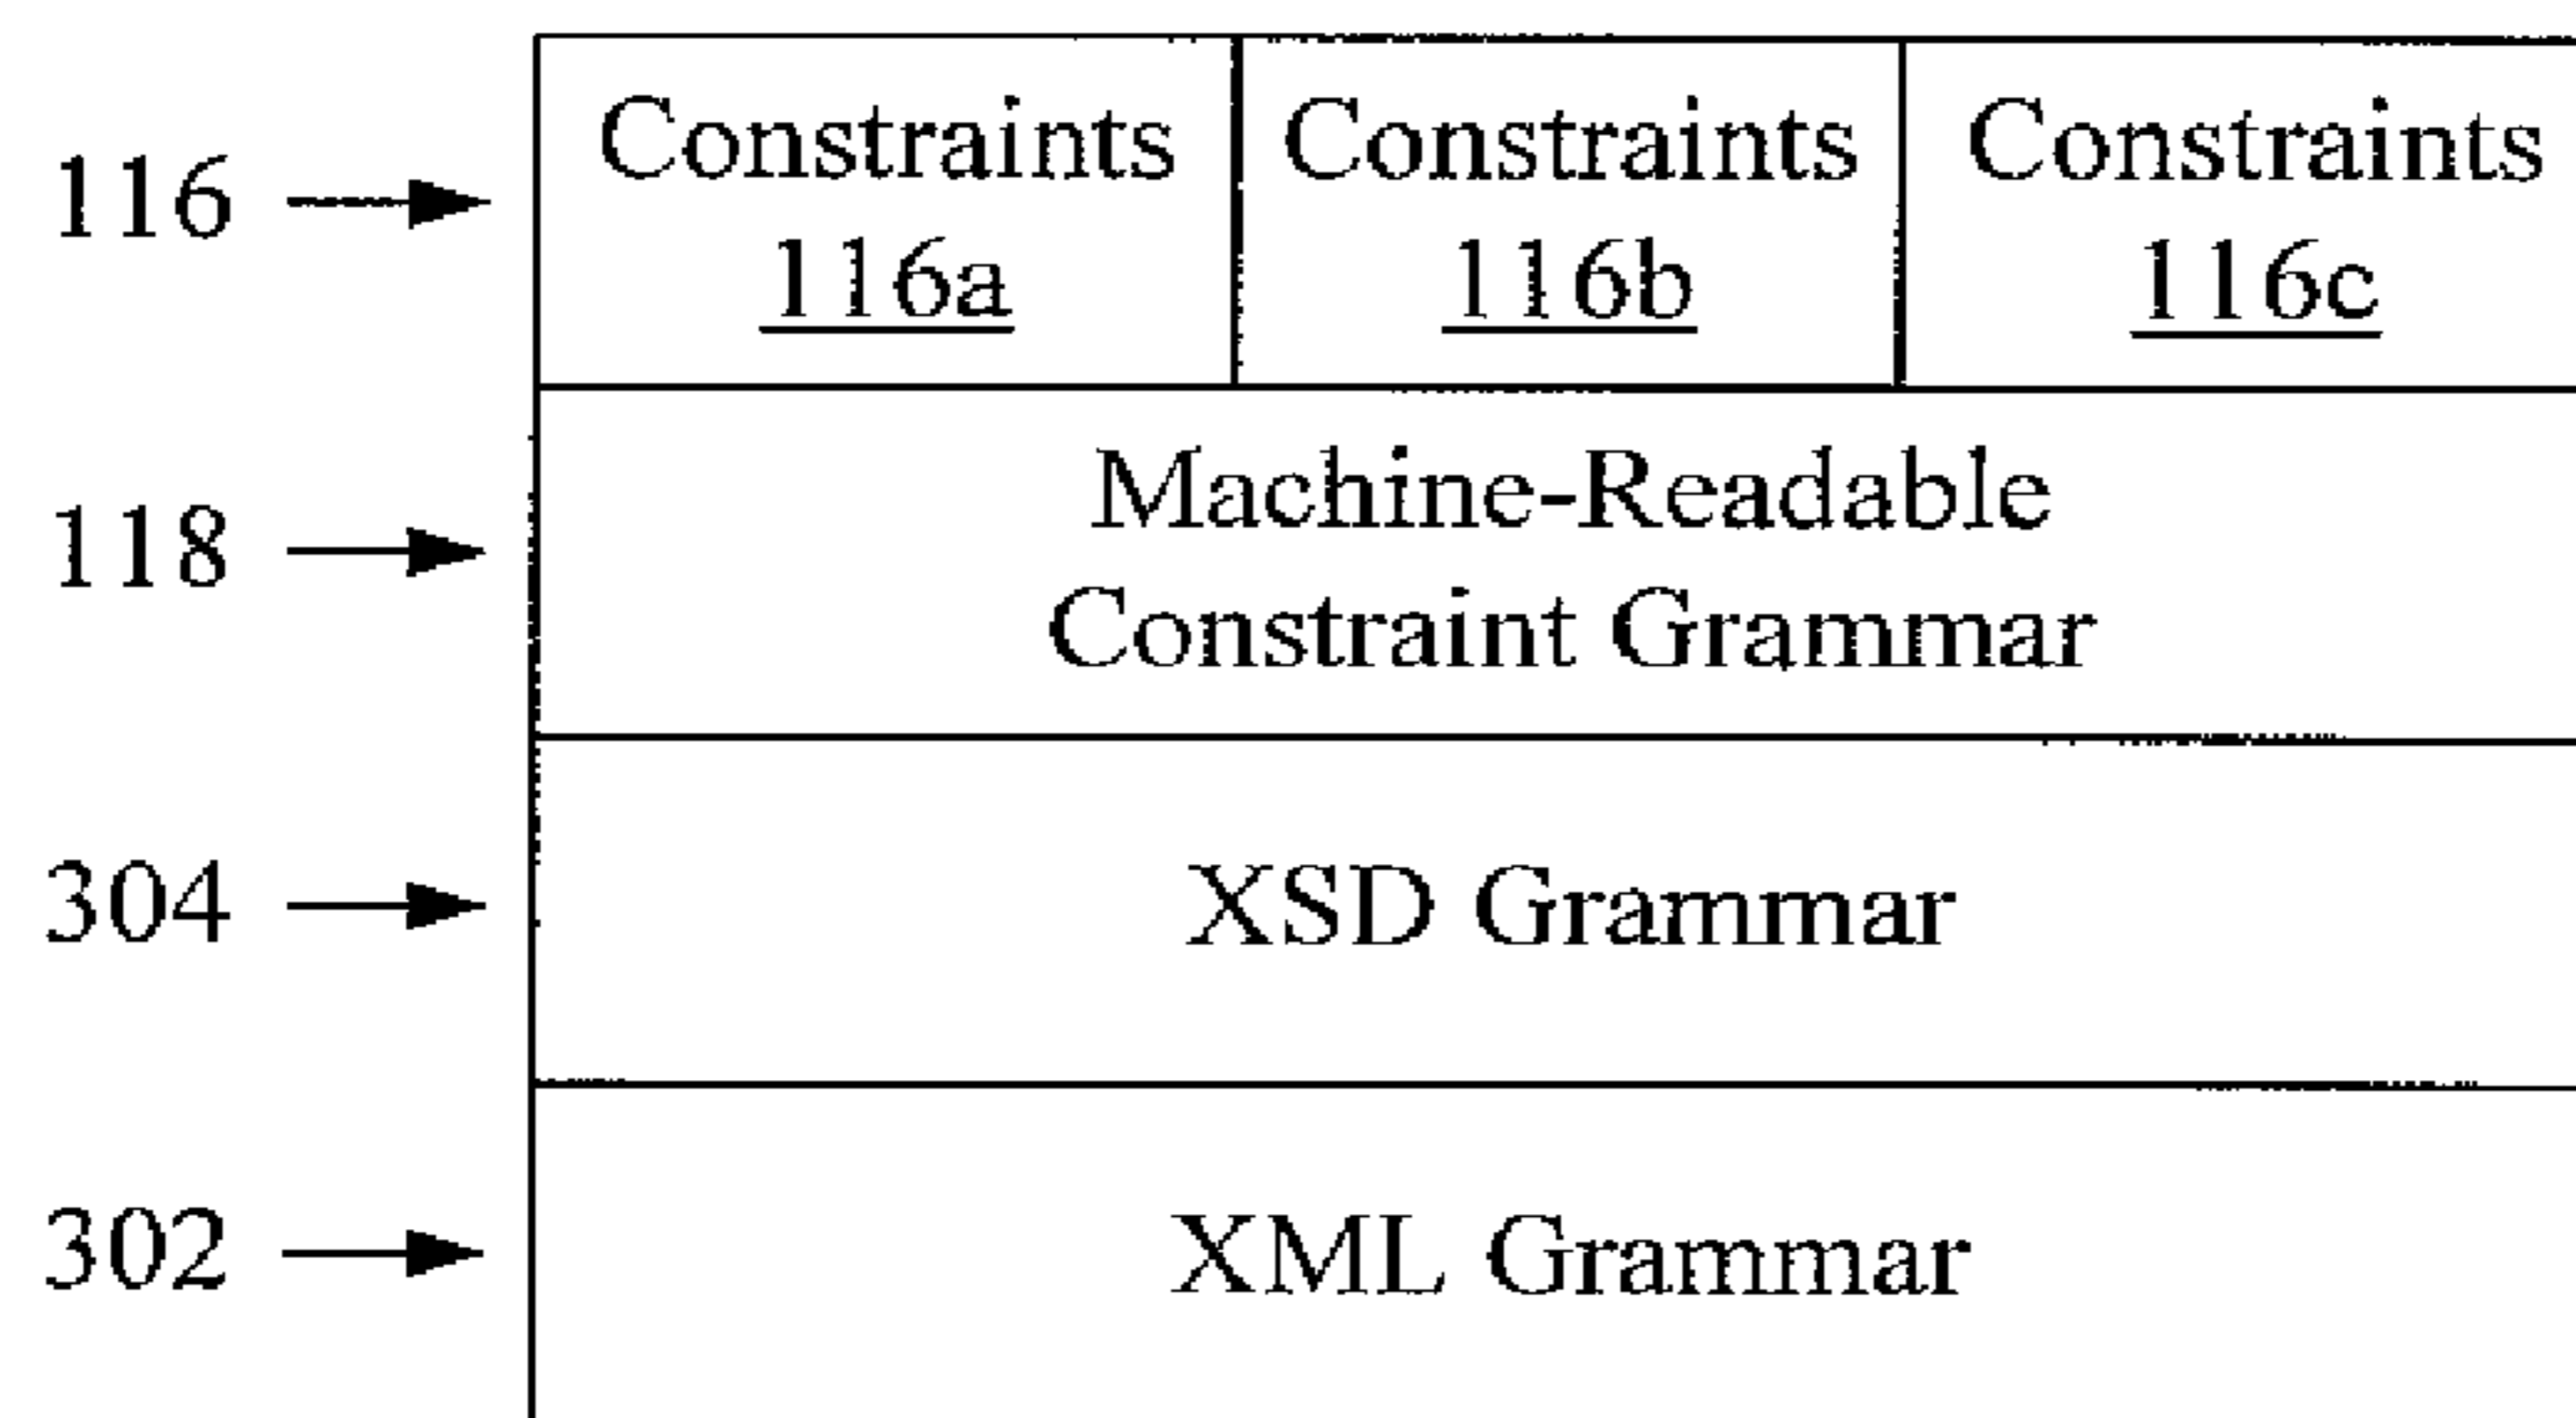 Constraints Constraints Constraints
116
116a 116b 116c
Machine-Readable
118
Constraint Grammar
304 XSD Grammar
302 XML Grammar